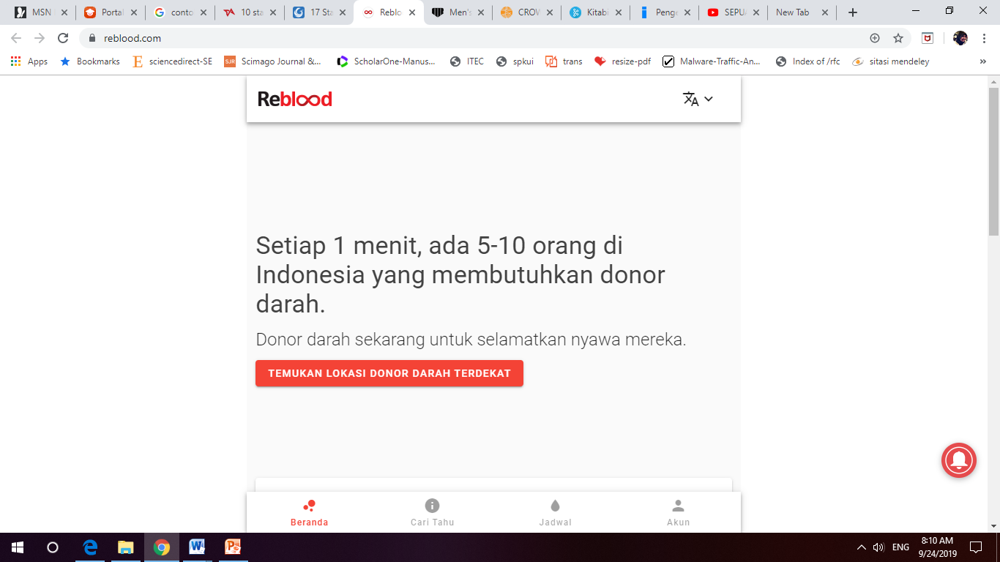 MSN
Portal
conto
10 sta
17 Sta
Reblo
Men's
CROW
Kitabi
Penge
SEPU
New Tab
reblood.com
Apps
Bookmarks
sciencedirect-SE
SJR
Scimago Journal &...
ScholarOne-Manus...
ITEC
spkui
trans
resize-pdf
Malware-Traffic-An...
Index of /rfc
sitasi mendeley
»
Reblood
Setiap 1 menit, ada 5-10 orang di
Indonesia yang membutuhkan donor
darah.
Donor darah sekarang untuk selamatkan nyawa mereka.
TEMUKAN LOKASI DONOR DARAH TERDEKAT
Beranda
Cari Tahu
Jadwal
Akun
ENG
8:10 AM
9/24/2019